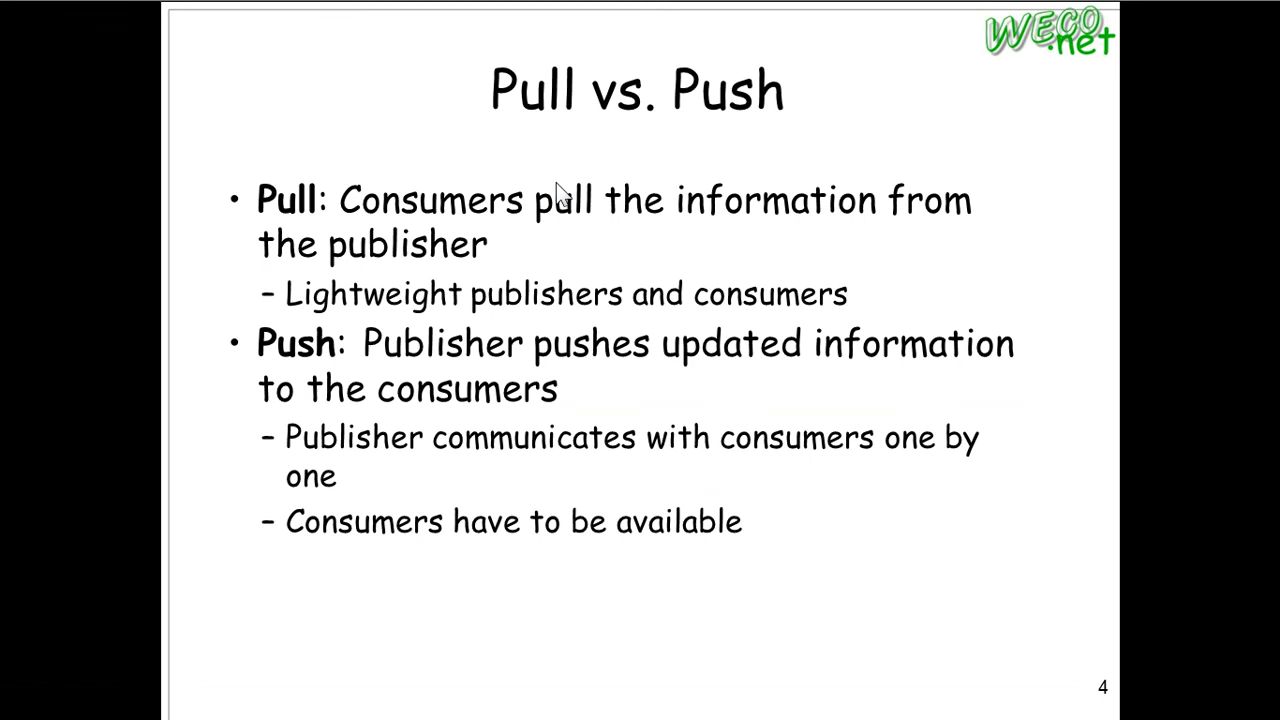 WECO
.net
Pull vs. Push
• Pull: Consumers pull the information from
the publisher
– Lightweight publishers and consumers
• Push: Publisher pushes updated information
to the consumers
– Publisher communicates with consumers one by
one
– Consumers have to be available
4